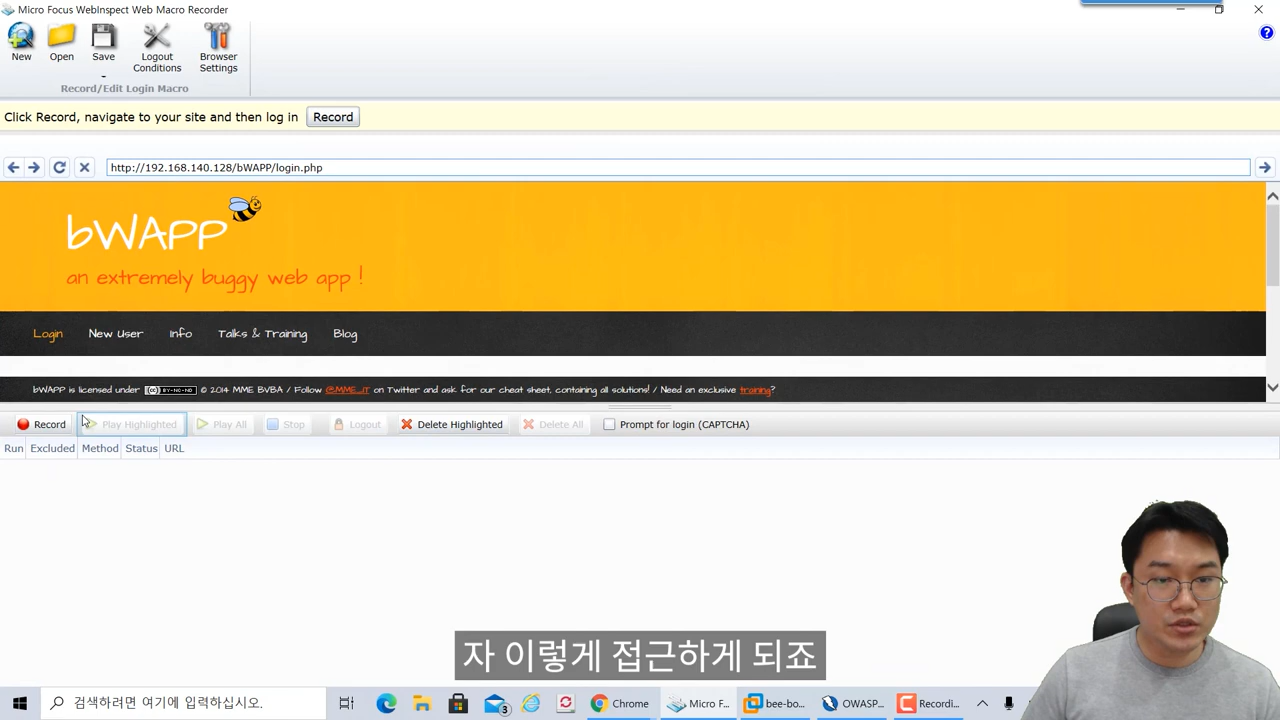 Micro Focus WebInspect Web Macro Recorder
New
Open
Save
Logout
Conditions
Browser
Settings
Record/Edit Login Macro
Click Record, navigate to your site and then log in
Record
http://192.168.140.128/bWAPP/login.php
bWAPP
an extremely buggy web app !
Login
New User
Info
Talks & Training
Blog
bWAPP is licensed under (cc) BY-NC-ND © 2014 MME BVBA / Follow @MME_IT on Twitter and ask for our cheat sheet, containing all solutions! / Need an exclusive training?
Record
Play Highlighted
Play All
Stop
Logout
Delete Highlighted
Delete All
Prompt for login (CAPTCHA)
Run
Excluded
Method
Status
URL
자 이렇게 접근하게 되죠
검색하려면 여기에 입력하십시오.
3
Chrome
Micro F...
bee-bo...
OWASP...
Recordi...